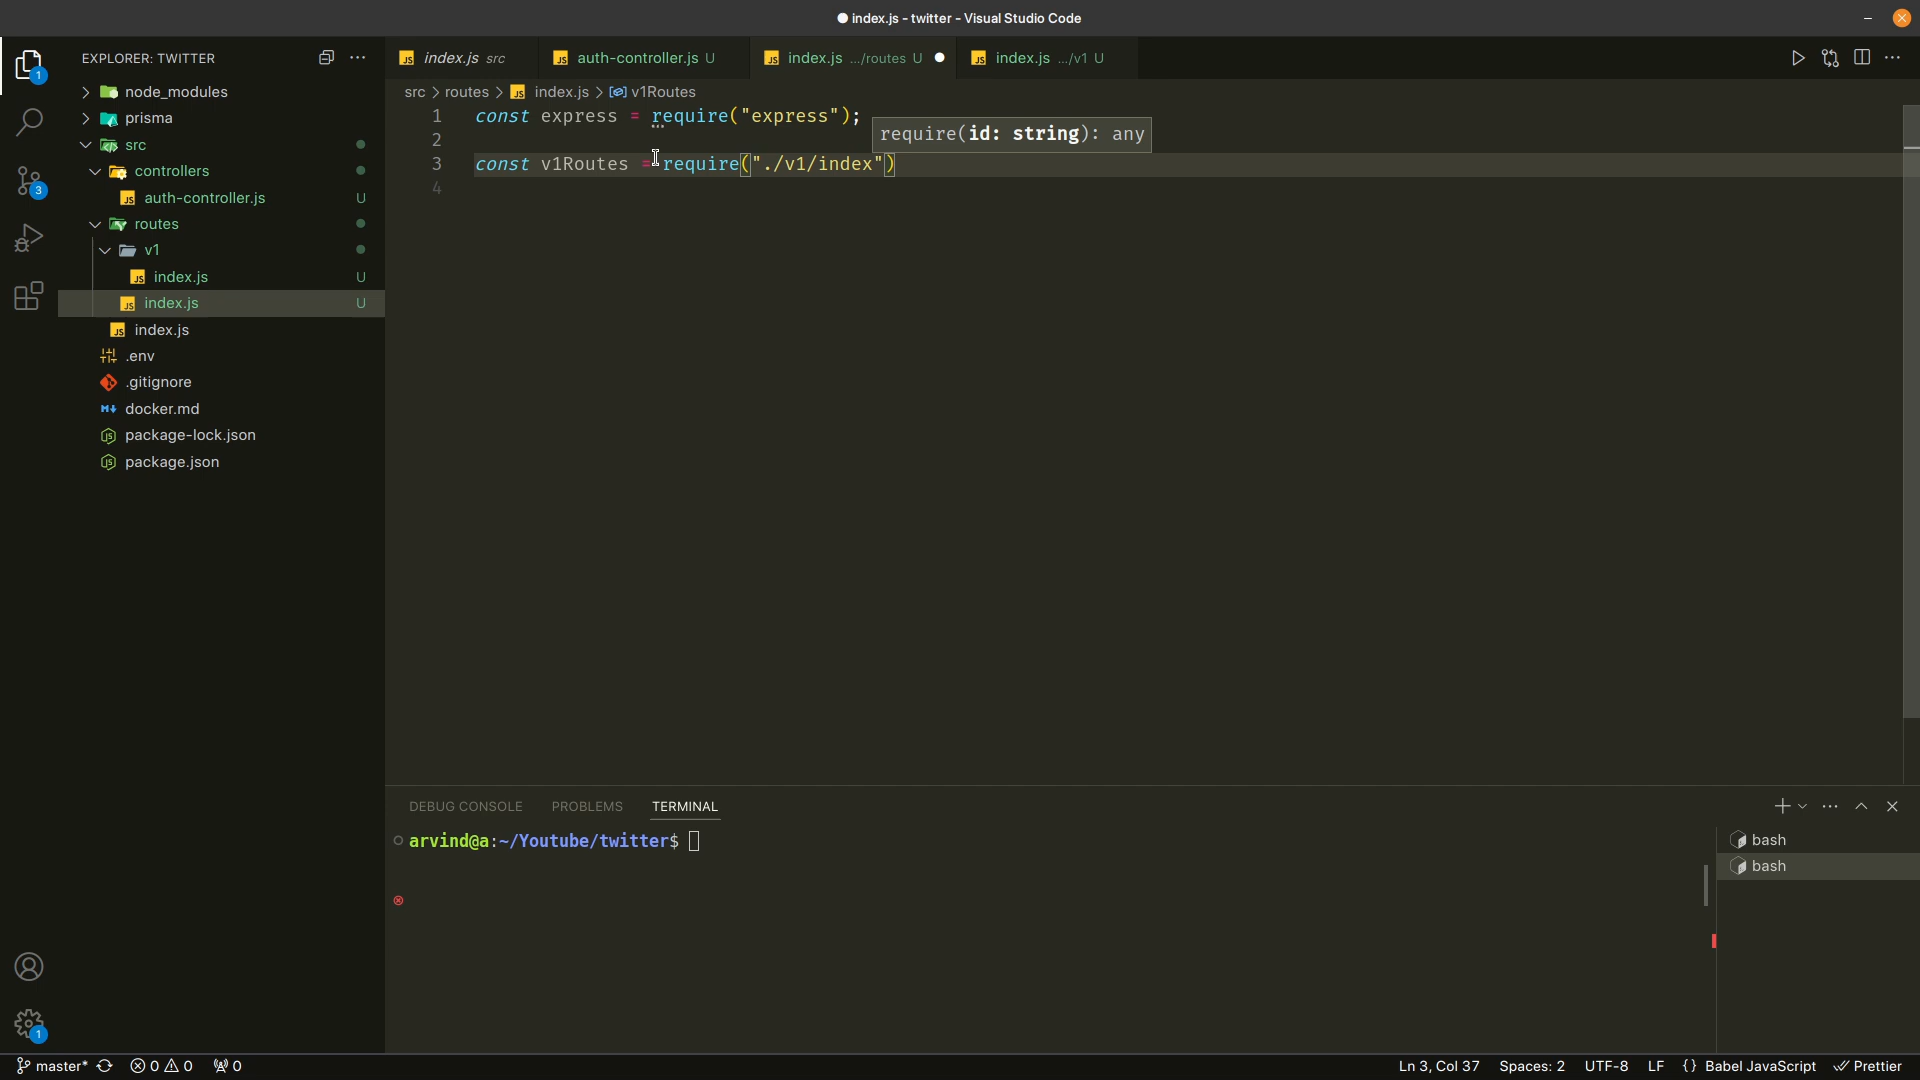 index.js - twitter - Visual Studio Code
EXPLORER: TWITTER
index.js src
auth-controller.js U
index.js .../routes U
index.js .../v1 U
src > routes > index.js > v1Routes
node_modules
prisma
src
controllers
auth-controller.js U
routes
v1
index.js U
index.js U
index.js
.env
.gitignore
docker.md
package-lock.json
package.json
1
3
1
1 const express = require("express");
2
require(id: string): any
3 const v1Routes = require("./v1/index")
4
DEBUG CONSOLE PROBLEMS TERMINAL
arvind@a:~/Youtube/twitter$
bash
bash
master* 0 0 0 Ln 3, Col 37 Spaces: 2 UTF-8 LF {} Babel JavaScript Prettier